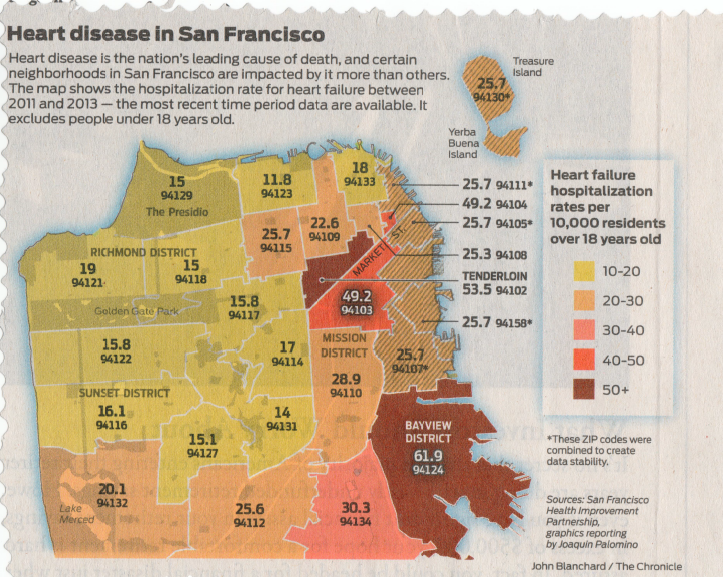 Heart disease in San Francisco
Heart disease is the nation's leading cause of death, and certain
neighborhoods in San Francisco are impacted by it more than others.
The map shows the hospitalization rate for heart failure between
2011 and 2013 — the most recent time period data are available. It
excludes people under 18 years old.
Treasure
Island
25.7
94130*
Yerba
Buena
Island
15
94129
The Presidio
11.8
94123
18
94133
25.7 94111*
49.2 94104
25.7 94105*
25.3 94108
TENDERLOIN
53.5 94102
25.7 94158*
25.7
94115
22.6
94109
MARKET ST.
RICHMOND DISTRICT
19
94121
15
94118
Golden Gate Park
15.8
94117
49.2
94103
15.8
94122
17
94114
MISSION
DISTRICT
28.9
94110
25.7
94107*
SUNSET DISTRICT
16.1
94116
15.1
94127
14
94131
BAYVIEW
DISTRICT
61.9
94124
20.1
94132
Lake
Merced
25.6
94112
30.3
94134
Heart failure
hospitalization
rates per
10,000 residents
over 18 years old
10-20
20-30
30-40
40-50
50+
*These ZIP codes were
combined to create
data stability.
Sources: San Francisco
Health Improvement
Partnership,
graphics reporting
by Joaquin Palomino
John Blanchard / The Chronicle